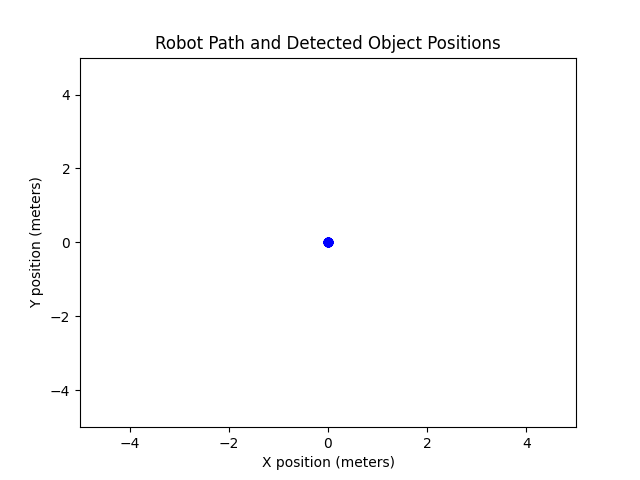 Robot Path and Detected Object Positions
4
2
0
−2
−4
Y position (meters)
−4 −2 0 2 4
X position (meters)